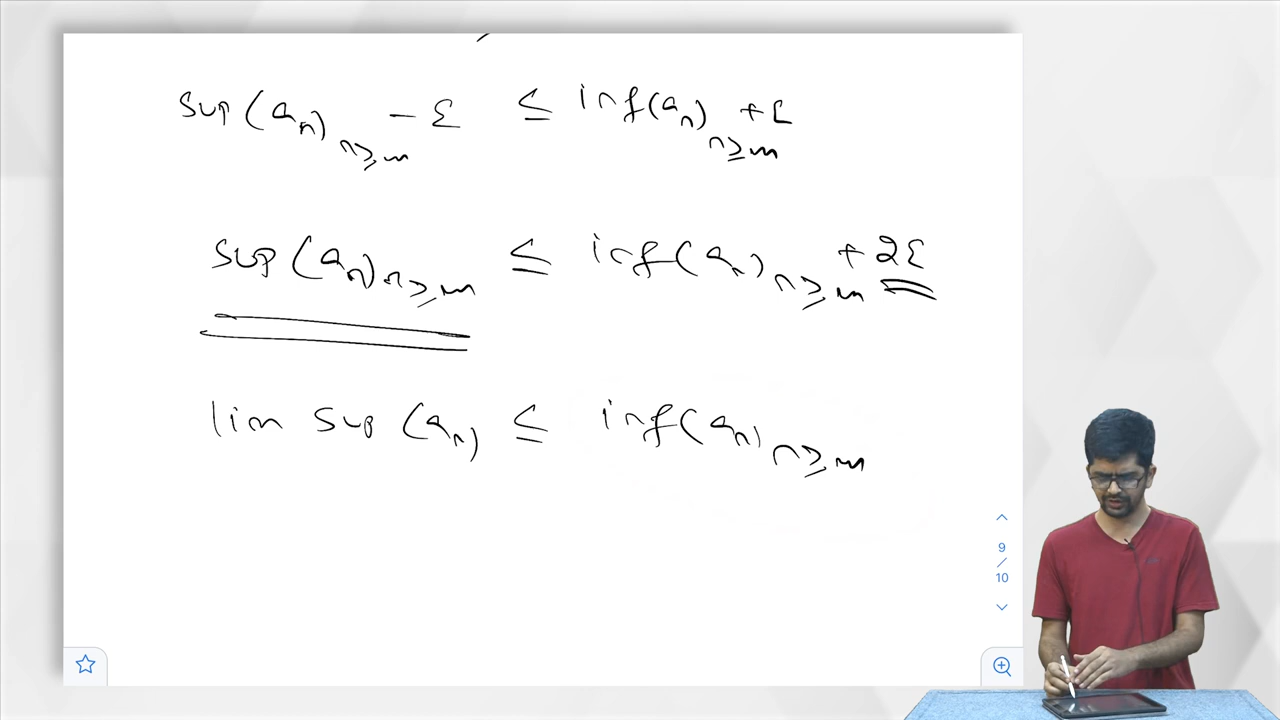 sup(aₙ)ₙ≥ₘ - ε ≤ inf(aₙ)ₙ≥ₘ + ε
sup(aₙ)ₙ≥ₘ ≤ inf(aₙ)ₙ≥ₘ + 2ε
lim sup (aₙ) ≤ inf(aₙ)ₙ≥ₘ
9
/
10